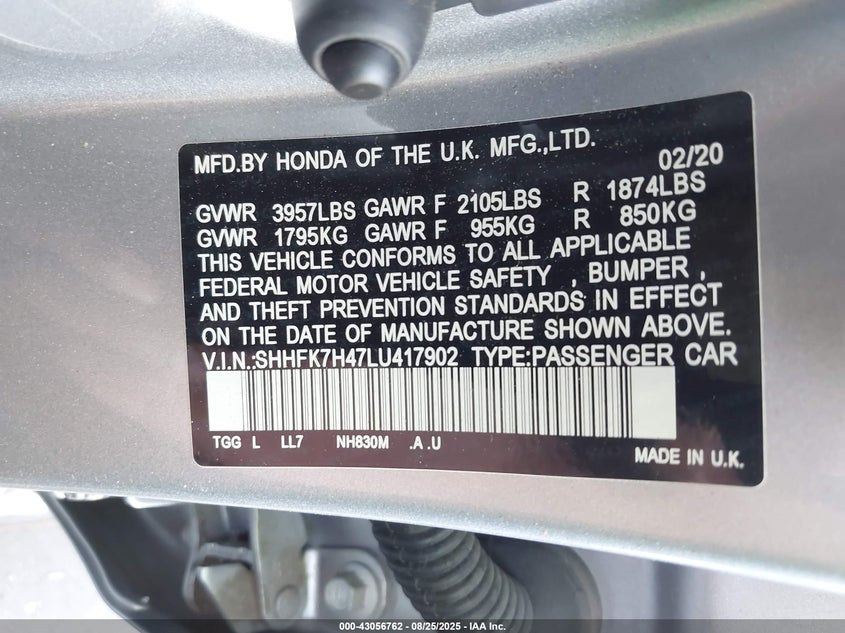 MFD.BY HONDA OF THE U.K. MFG.,LTD. 02/20
GVWR 3957LBS GAWR F 2105LBS R 1874LBS
GVWR 1795KG GAWR F 955KG R 850KG
THIS VEHICLE CONFORMS TO ALL APPLICABLE
FEDERAL MOTOR VEHICLE SAFETY , BUMPER ,
AND THEFT PREVENTION STANDARDS IN EFFECT
ON THE DATE OF MANUFACTURE SHOWN ABOVE.
V.I.N.:SHHFK7H47LU417902 TYPE:PASSENGER CAR
TGG L LL7 NH830M .A .U
MADE IN U.K.
000-43056762 - 08/25/2025 - IAA Inc.